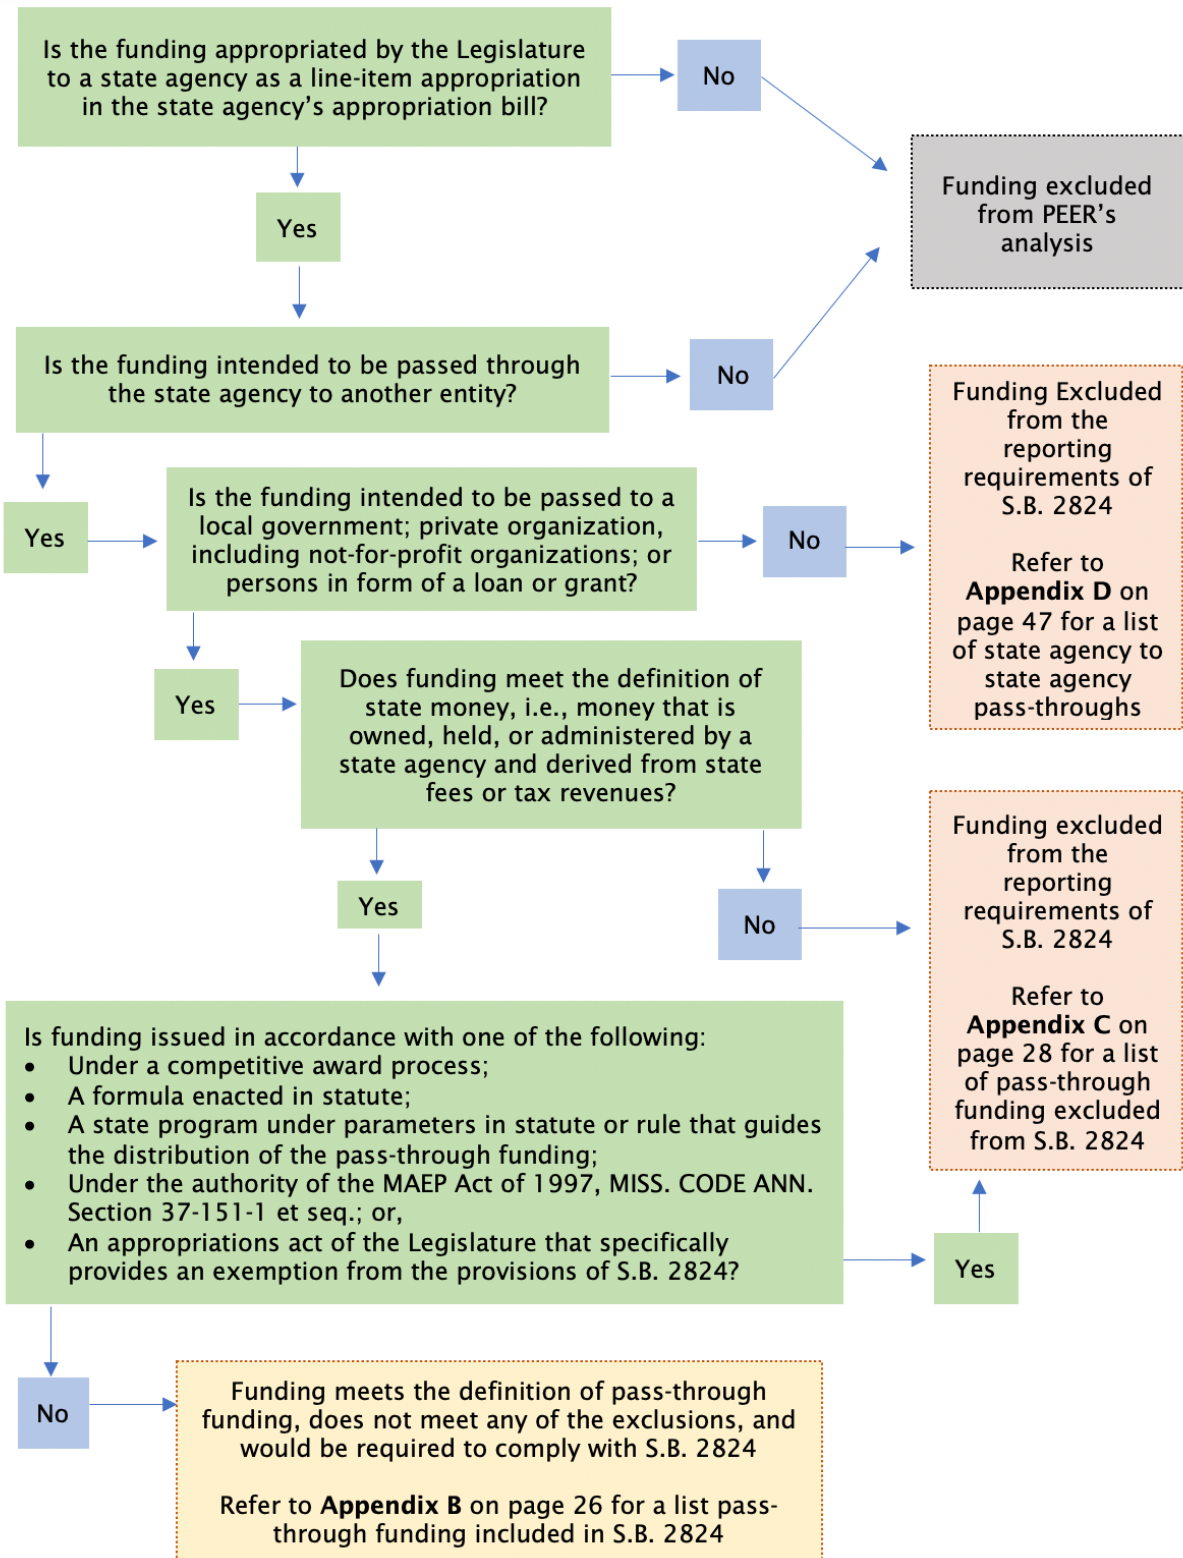 Is the funding appropriated by the Legislature
to a state agency as a line-item appropriation
in the state agency's appropriation bill?
No
Yes
Funding excluded
from PEER's
analysis
Is the funding intended to be passed through
the state agency to another entity?
No
Yes
Is the funding intended to be passed to a
local government; private organization,
including not-for-profit organizations; or
persons in form of a loan or grant?
No
Funding Excluded
from the
reporting
requirements of
S.B. 2824
Refer to
Appendix D on
page 47 for a list
of state agency to
state agency
pass-throughs
Yes
Does funding meet the definition of
state money, i.e., money that is
owned, held, or administered by a
state agency and derived from state
fees or tax revenues?
Yes
No
Funding excluded
from the
reporting
requirements of
S.B. 2824
Refer to
Appendix C on
page 28 for a list
of pass-through
funding excluded
from S.B. 2824
Is funding issued in accordance with one of the following:
• Under a competitive award process;
• A formula enacted in statute;
• A state program under parameters in statute or rule that guides
the distribution of the pass-through funding;
• Under the authority of the MAEP Act of 1997, MISS. CODE ANN.
Section 37-151-1 et seq.; or,
• An appropriations act of the Legislature that specifically
provides an exemption from the provisions of S.B. 2824?
Yes
No
Funding meets the definition of pass-through
funding, does not meet any of the exclusions, and
would be required to comply with S.B. 2824
Refer to Appendix B on page 26 for a list pass-
through funding included in S.B. 2824